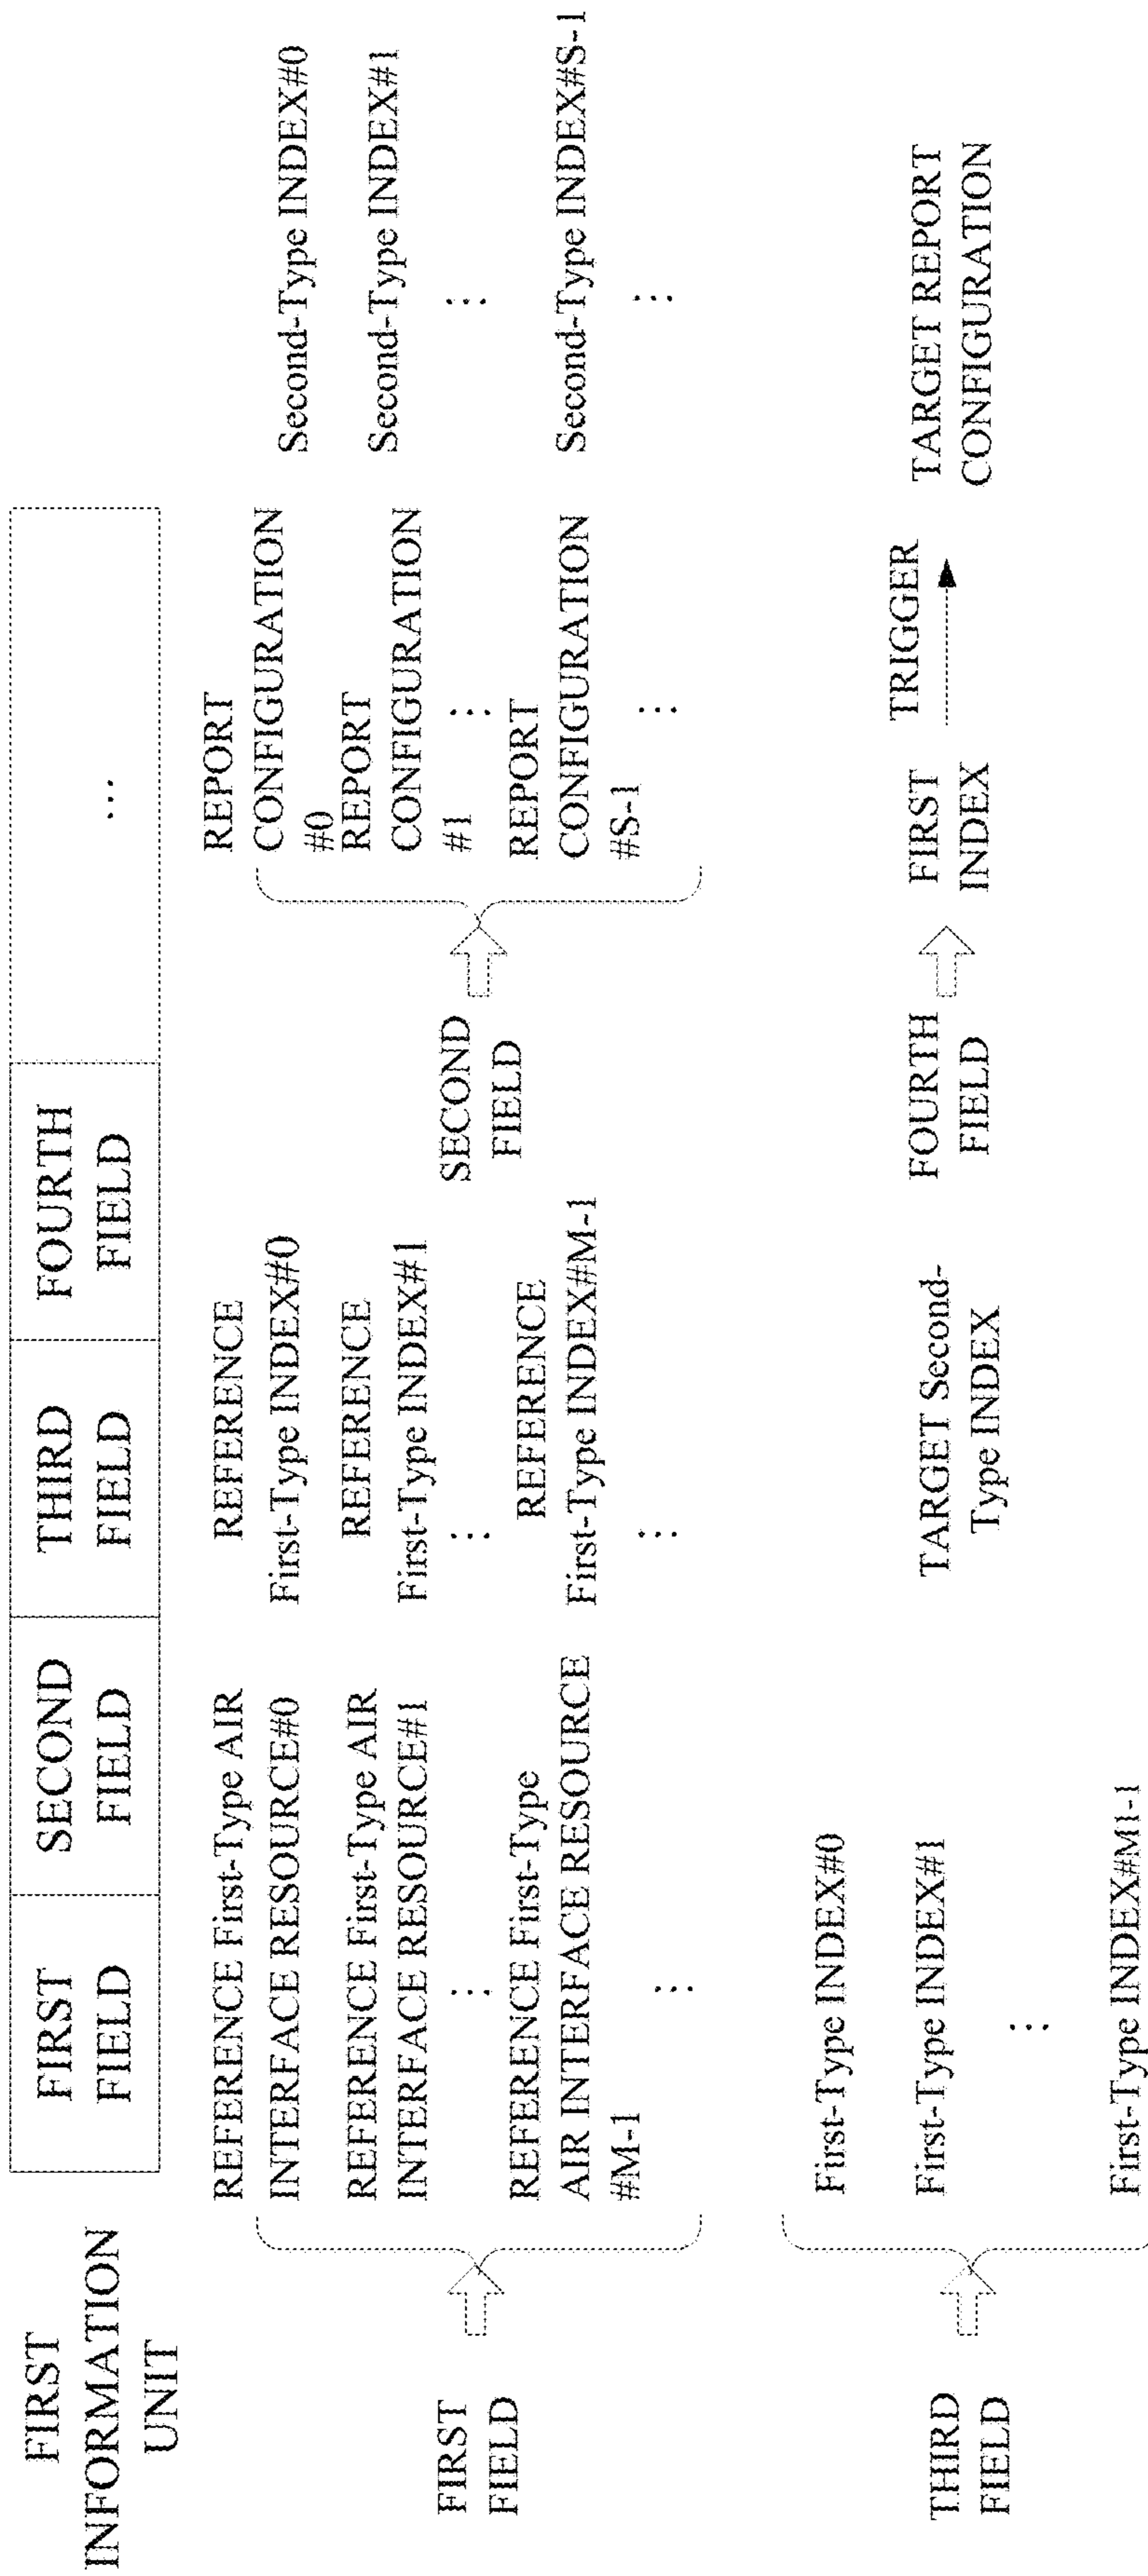 FIRST
INFORMATION
UNIT
FIRST
FIELD
SECOND
FIELD
THIRD
FIELD
FOURTH
FIELD
...
FIRST
FIELD
REFERENCE First-Type AIR
INTERFACE RESOURCE#0
REFERENCE First-Type AIR
INTERFACE RESOURCE#1
...
REFERENCE First-Type
AIR INTERFACE RESOURCE
#M-1
...
REFERENCE
First-Type INDEX#0
REFERENCE
First-Type INDEX#1
...
REFERENCE
First-Type INDEX#M-1
...
SECOND
FIELD
REPORT
CONFIGURATION
#0
REPORT
CONFIGURATION
#1
...
REPORT
CONFIGURATION
#S-1
...
Second-Type INDEX#0
Second-Type INDEX#1
...
Second-Type INDEX#S-1
...
THIRD
FIELD
First-Type INDEX#0
First-Type INDEX#1
...
First-Type INDEX#M1-1
TARGET Second-
Type INDEX
FOURTH
FIELD
FIRST
INDEX
TRIGGER
TARGET REPORT
CONFIGURATION